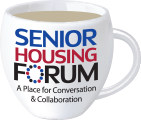 SENIOR
HOUSING
FORUM
A Place for Conversation
& Collaboration